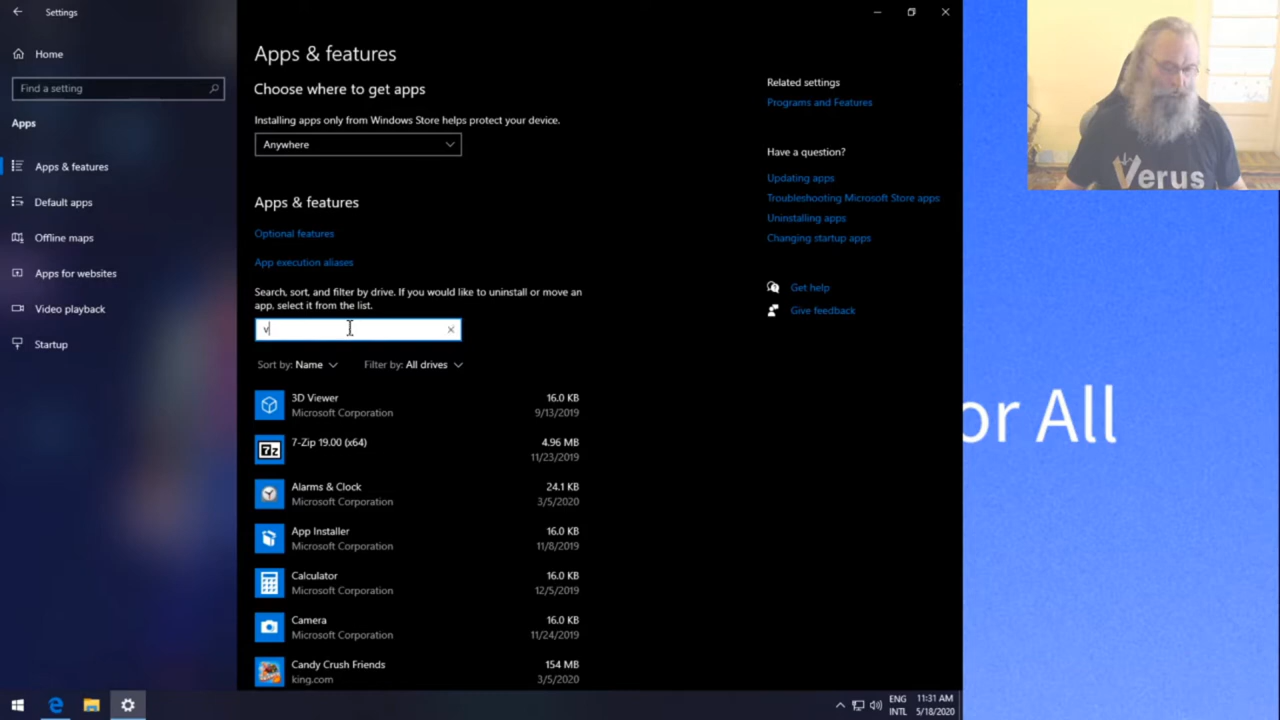 Settings
Home
Find a setting
Apps
Apps & features
Default apps
Offline maps
Apps for websites
Video playback
Startup
Apps & features
Choose where to get apps
Installing apps only from Windows Store helps protect your device.
Anywhere
Apps & features
Optional features
App execution aliases
Search, sort, and filter by drive. If you would like to uninstall or move an
app, select it from the list.
v
Sort by: Name Filter by: All drives
3D Viewer 16.0 KB
Microsoft Corporation 9/13/2019
7-Zip 19.00 (x64) 4.96 MB
11/23/2019
Alarms & Clock 24.1 KB
Microsoft Corporation 3/5/2020
App Installer 16.0 KB
Microsoft Corporation 11/8/2019
Calculator 16.0 KB
Microsoft Corporation 12/5/2019
Camera 16.0 KB
Microsoft Corporation 11/24/2019
Candy Crush Friends 154 MB
king.com 3/5/2020
Related settings
Programs and Features
Have a question?
Updating apps
Troubleshooting Microsoft Store apps
Uninstalling apps
Changing startup apps
Get help
Give feedback
Verus
or All
7z
ENG 11:31 AM
INTL 5/18/2020